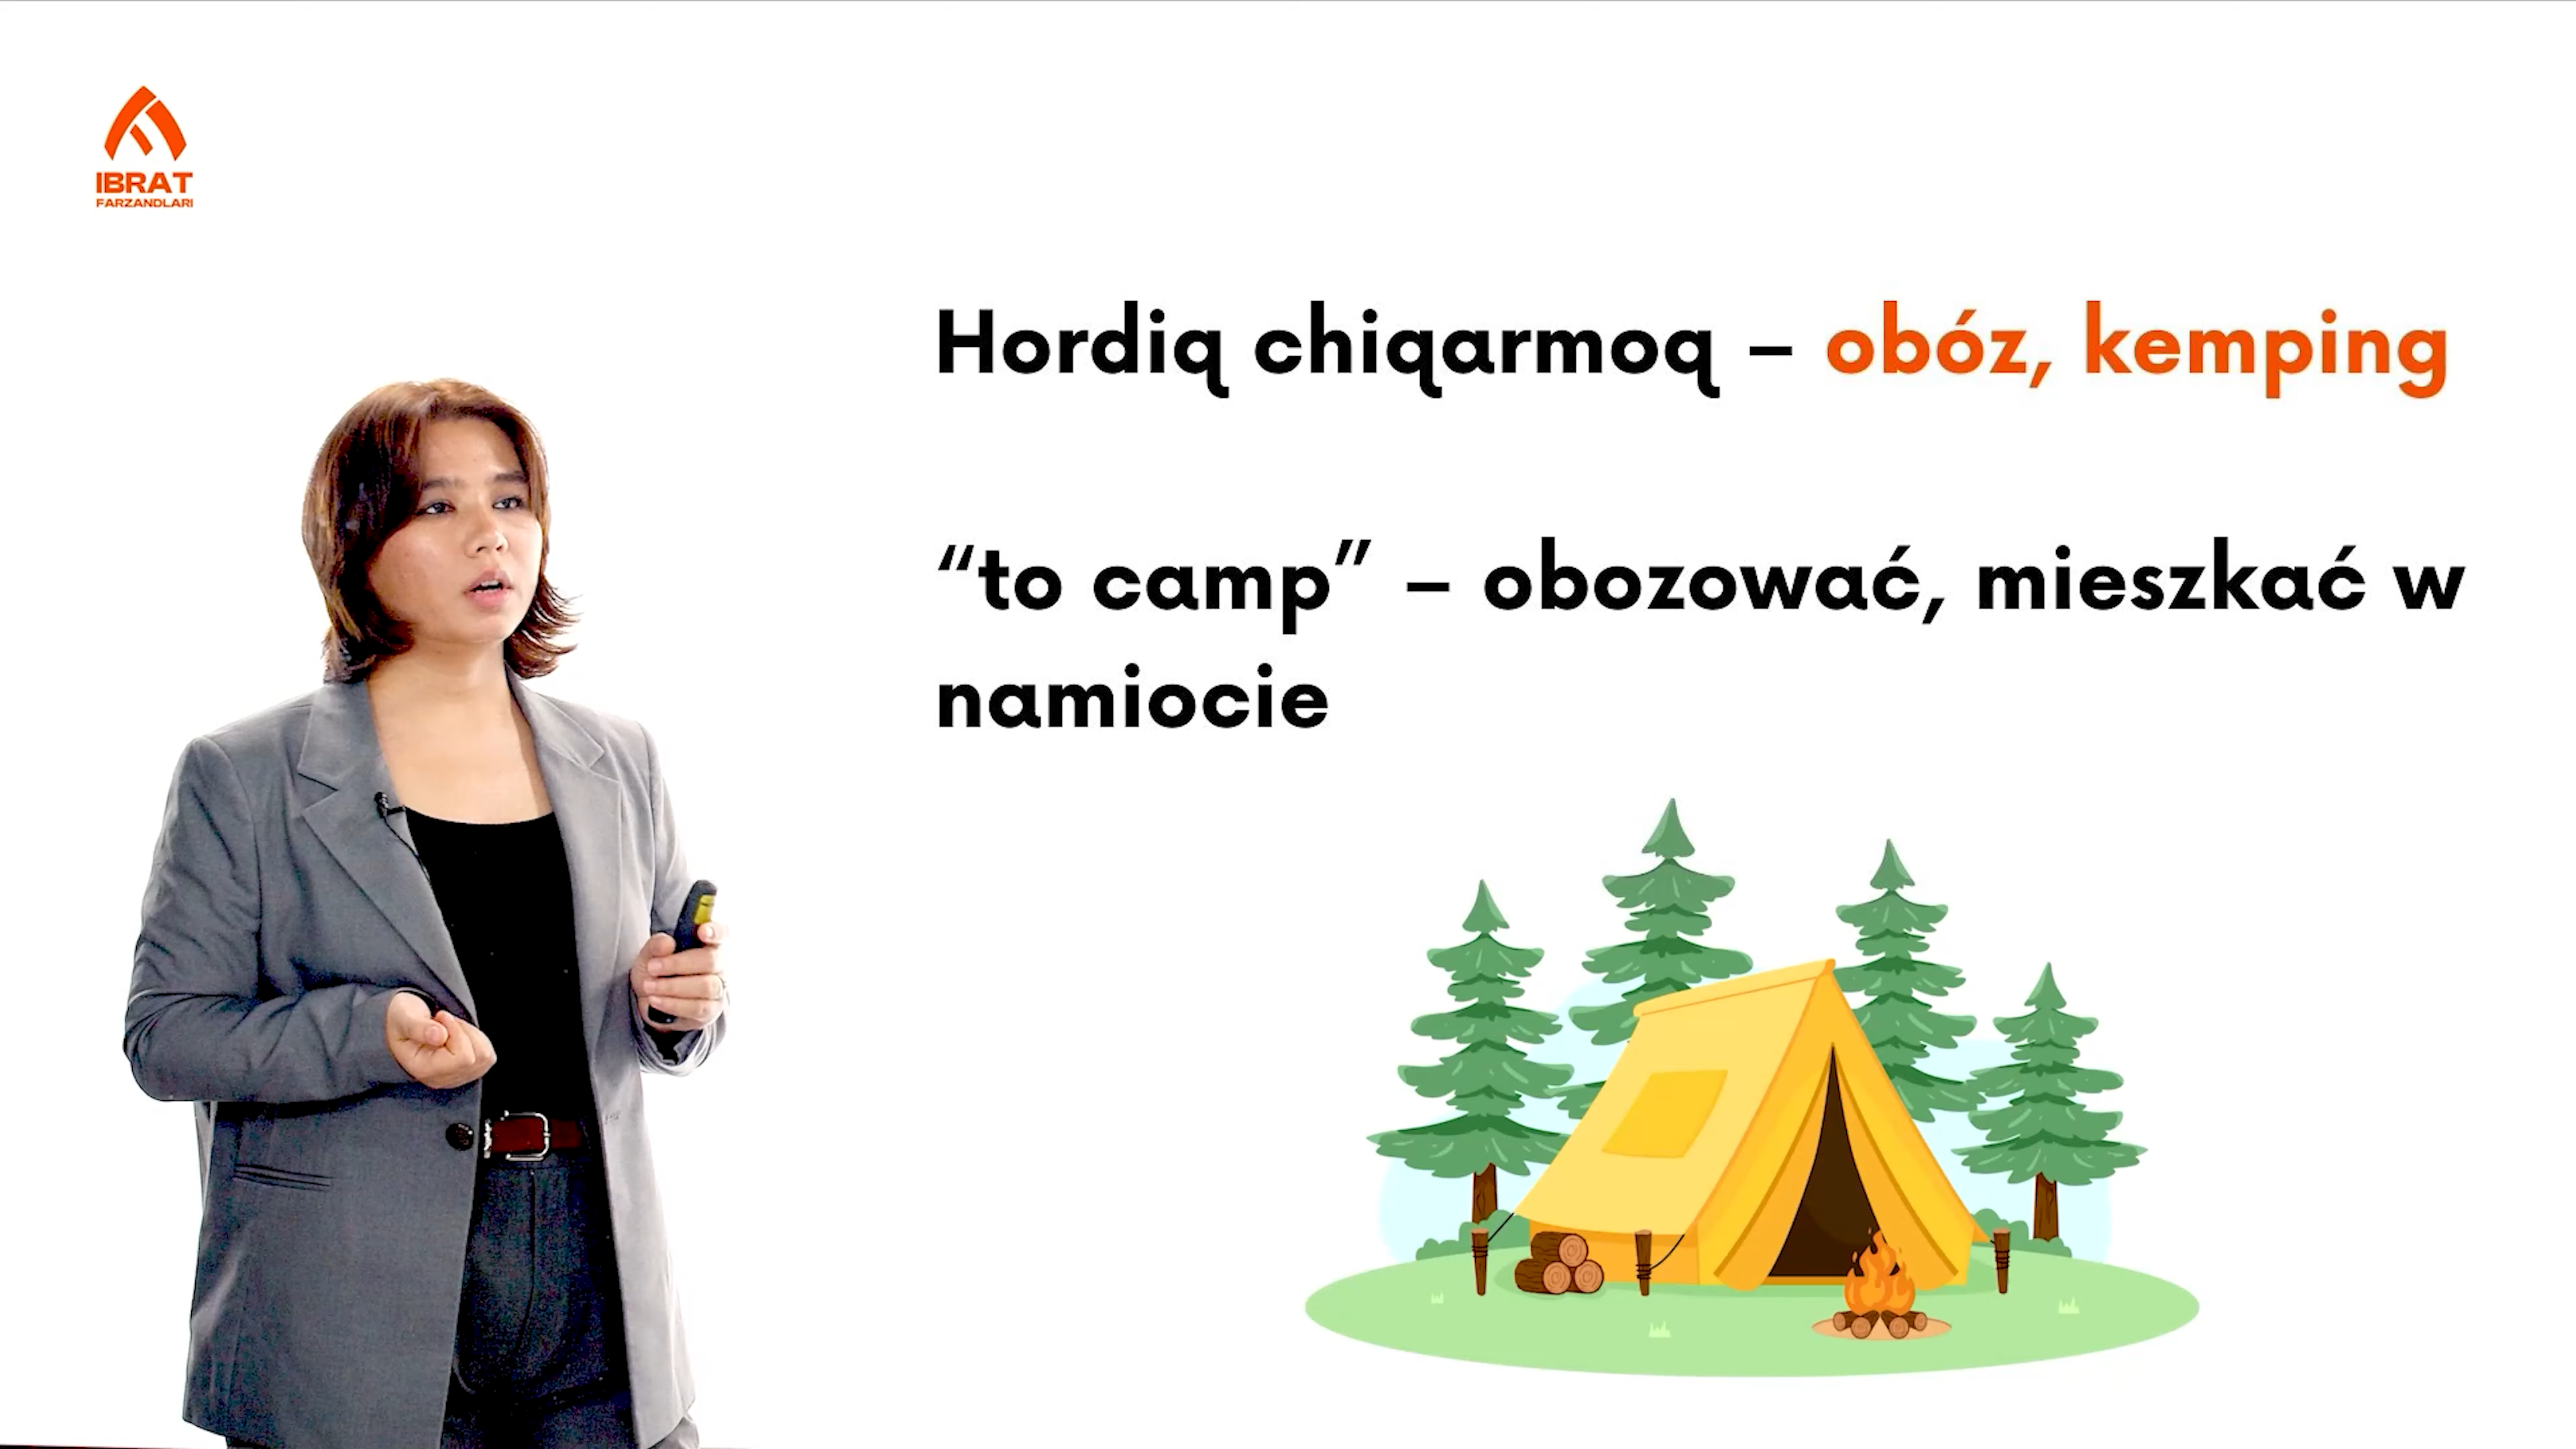 IBRAT
FARZANDLARI
Hordiq chiqarmoq – obóz, kemping
“to camp” – obozować, mieszkać w
namiocie